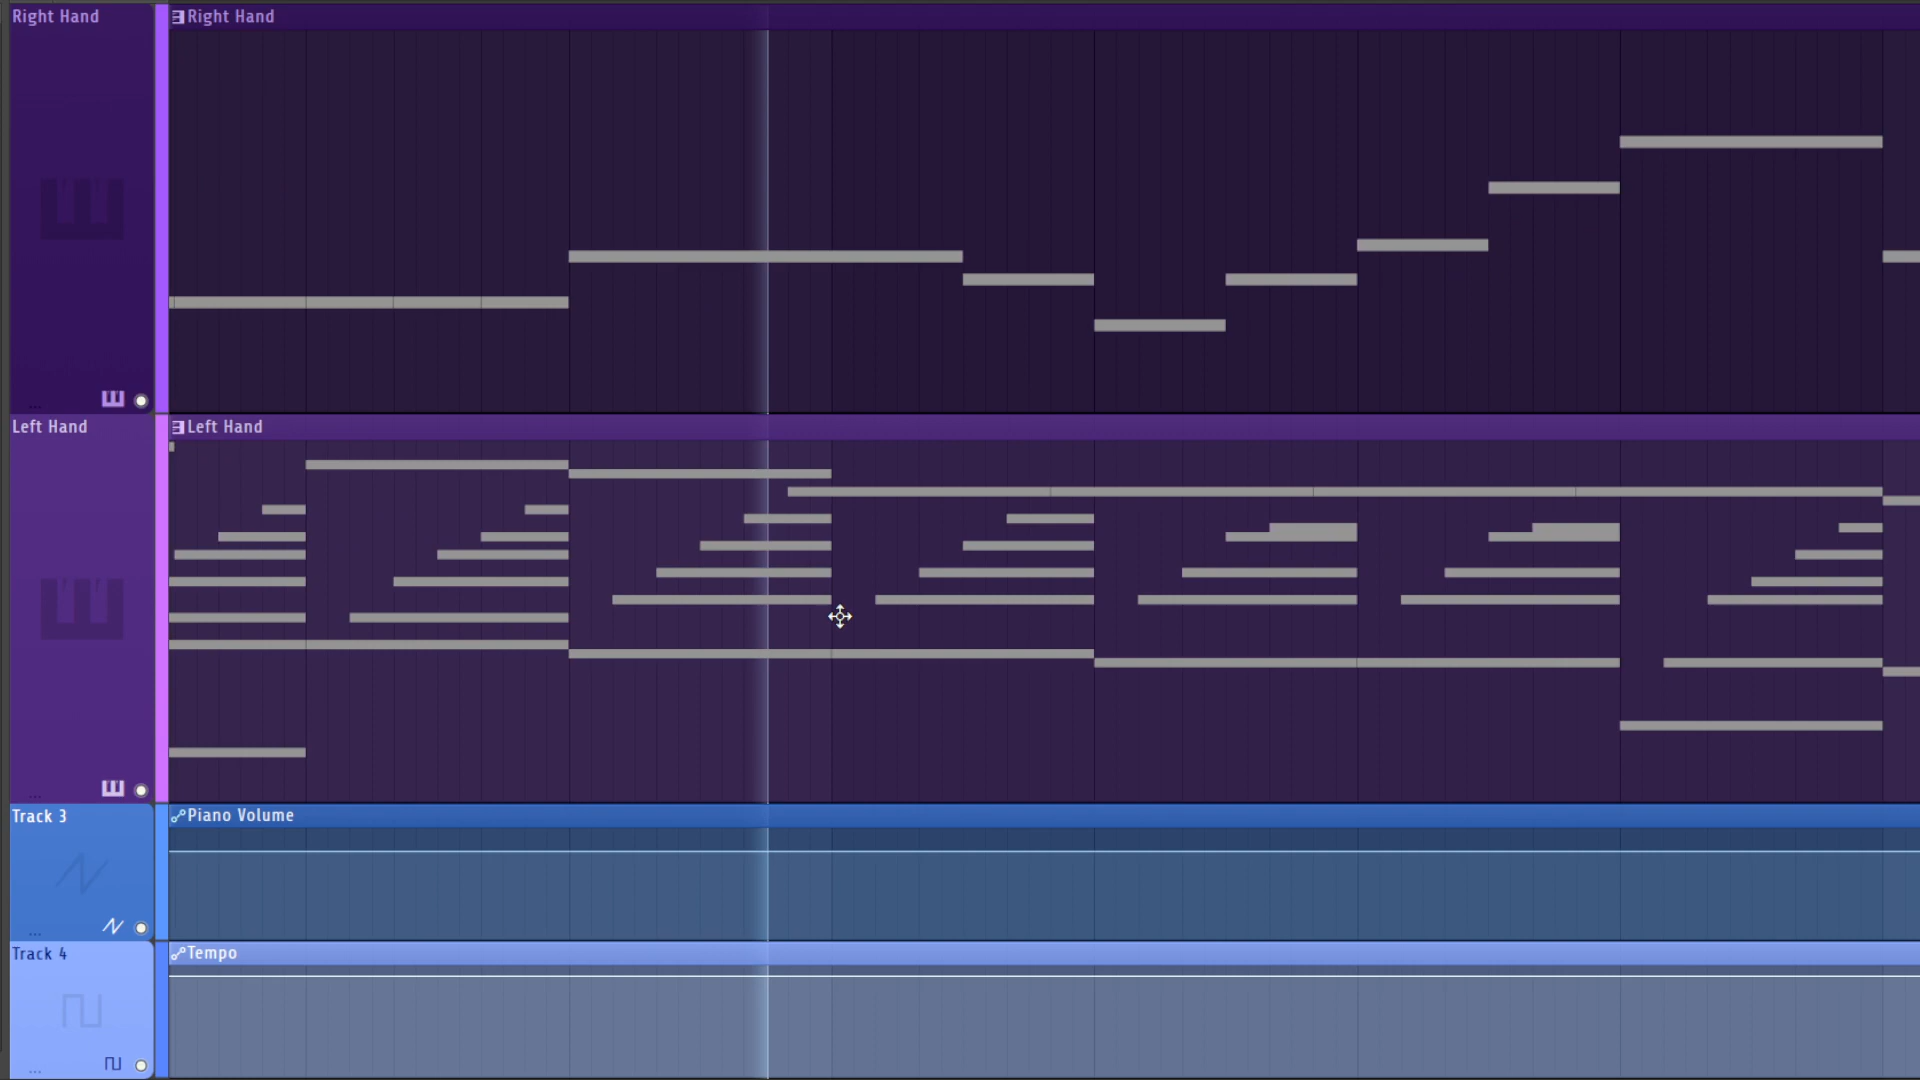 Right Hand
Right Hand
Left Hand
Left Hand
Track 3
Piano Volume
Track 4
Tempo